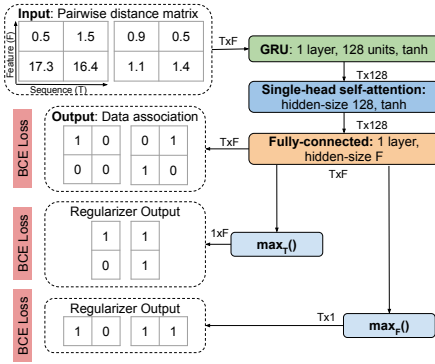 Input: Pairwise distance matrix
Feature (F)
0.5 1.5 0.9 0.5
17.3 16.4 1.1 1.4
Sequence (T)
TxF
GRU: 1 layer, 128 units, tanh
Tx128
Single-head self-attention:
hidden-size 128, tanh
Tx128
Fully-connected: 1 layer,
hidden-size F
TxF
BCE Loss
Output: Data association
1 0 0 1
0 0 1 0
TxF
BCE Loss
Regularizer Output
1 1
0 1
1xF
maxT()
BCE Loss
Regularizer Output
1 0 1 1
Tx1
maxF()